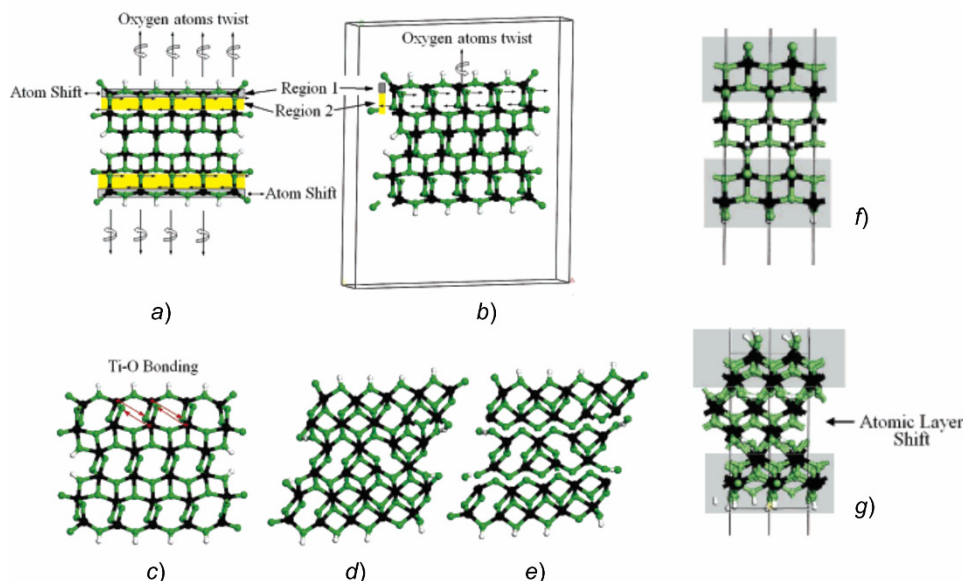 Oxygen atoms twist
Atom Shift
Region 1
Region 2
Atom Shift
a)
Oxygen atoms twist
b)
f)
Ti-O Bonding
c)
d)
e)
Atomic Layer
Shift
g)